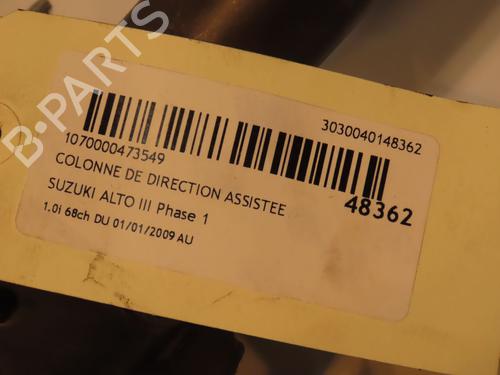 B-PARTS
3030040148362
1070000473549
COLONNE DE DIRECTION ASSISTEE
48362
SUZUKI ALTO III Phase 1
1.0i 68ch DU 01/01/2009 AU